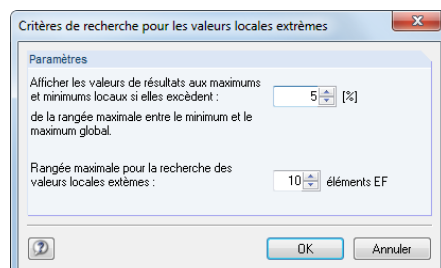 Critères de recherche pour les valeurs locales extrèmes
Paramètres
Afficher les valeurs de résultats aux maximums
et minimums locaux si elles excèdent : 5 [%]
de la rangée maximale entre le minimum et le
maximum global.
Rangée maximale pour la recherche des
valeurs locales extèmes : 10 éléments EF
OK Annuler